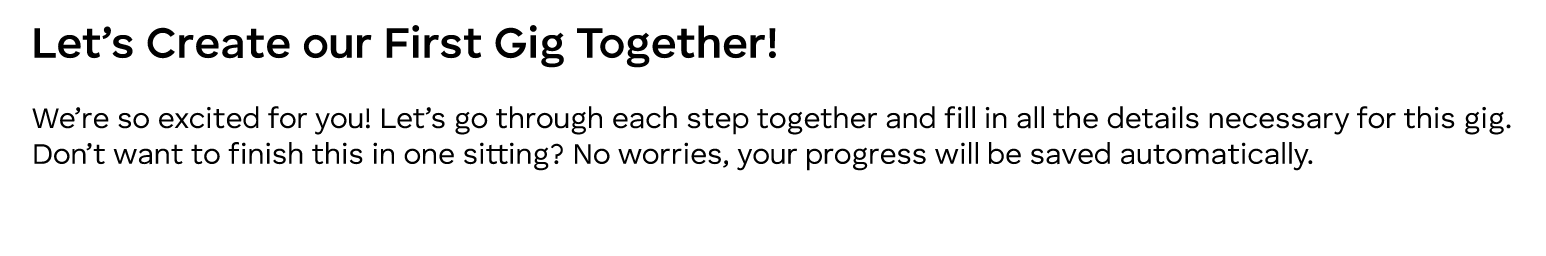 Let’s Create our First Gig Together!
We’re so excited for you! Let’s go through each step together and fill in all the details necessary for this gig.
Don’t want to finish this in one sitting? No worries, your progress will be saved automatically.